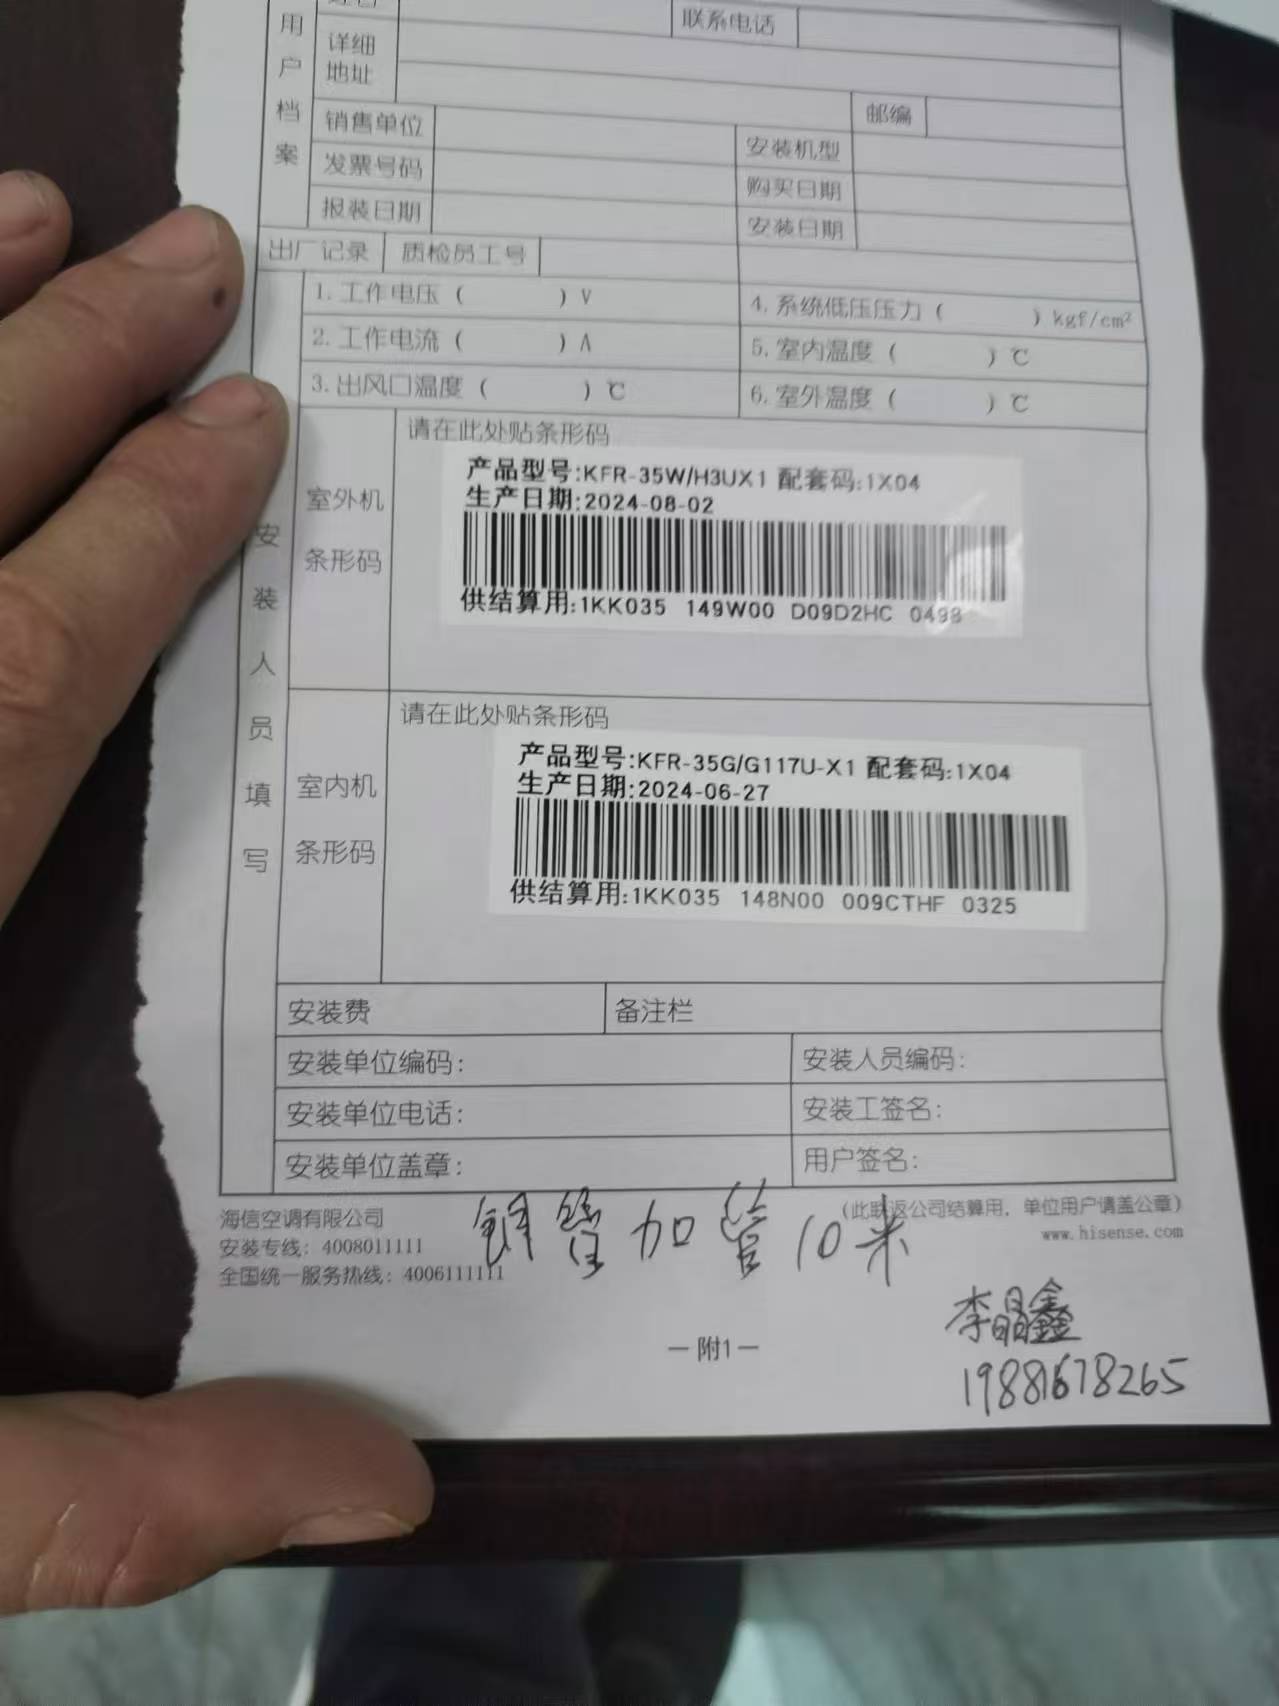 联系电话
用户档案
详细地址
邮编
销售单位
安装机型
发票号码
购买日期
报装日期
安装日期
出厂记录 质检员工号
1.工作电压（ ）V
4.系统低压压力（ ）kgf/cm²
2.工作电流（ ）A
5.室内温度（ ）℃
3.出风口温度（ ）℃
6.室外温度（ ）℃
安装人员填写
室外机条形码
请在此处贴条形码
产品型号:KFR-35W/H3UX1 配套码:1X04
生产日期:2024-08-02
供结算用:1KK035 149W00 D09D2HC 0498
室内机条形码
请在此处贴条形码
产品型号:KFR-35G/G117U-X1 配套码:1X04
生产日期:2024-06-27
供结算用:1KK035 148N00 009CTHF 0325
安装费 备注栏
安装单位编码： 安装人员编码：
安装单位电话： 安装工签名：
安装单位盖章： 用户签名：
海信空调有限公司
（此联返公司结算用，单位用户请盖公章）
安装专线：4008011111
www.hisense.com
全国统一服务热线：4006111111
管加管10米
李晶鑫
19881678265
—附1—